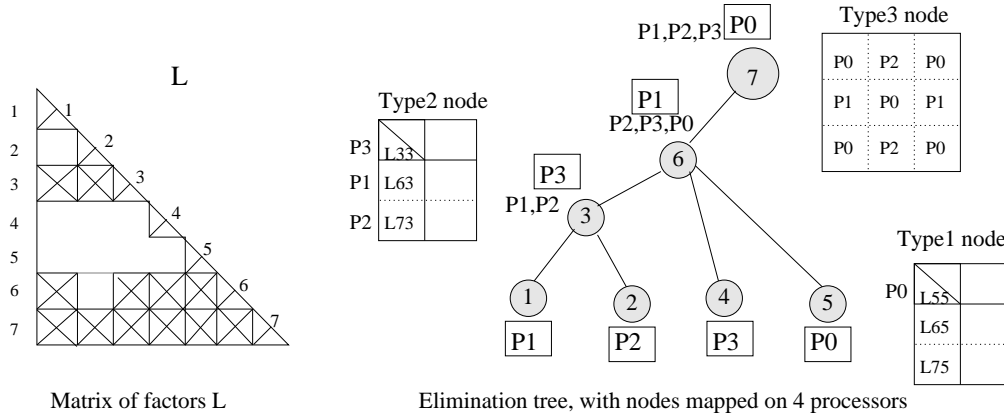 L
1
2
3
4
5
6
7
1
2
3
4
5
6
7
Matrix of factors L
Type2 node
P3
L33
P1
L63
P2
L73
P1,P2,P3
P0
7
P1
P2,P3,P0
6
P3
P1,P2
3
1
2
4
5
P1
P2
P3
P0
Elimination tree, with nodes mapped on 4 processors
Type3 node
P0 P2 P0
P1 P0 P1
P0 P2 P0
Type1 node
P0
L55
L65
L75